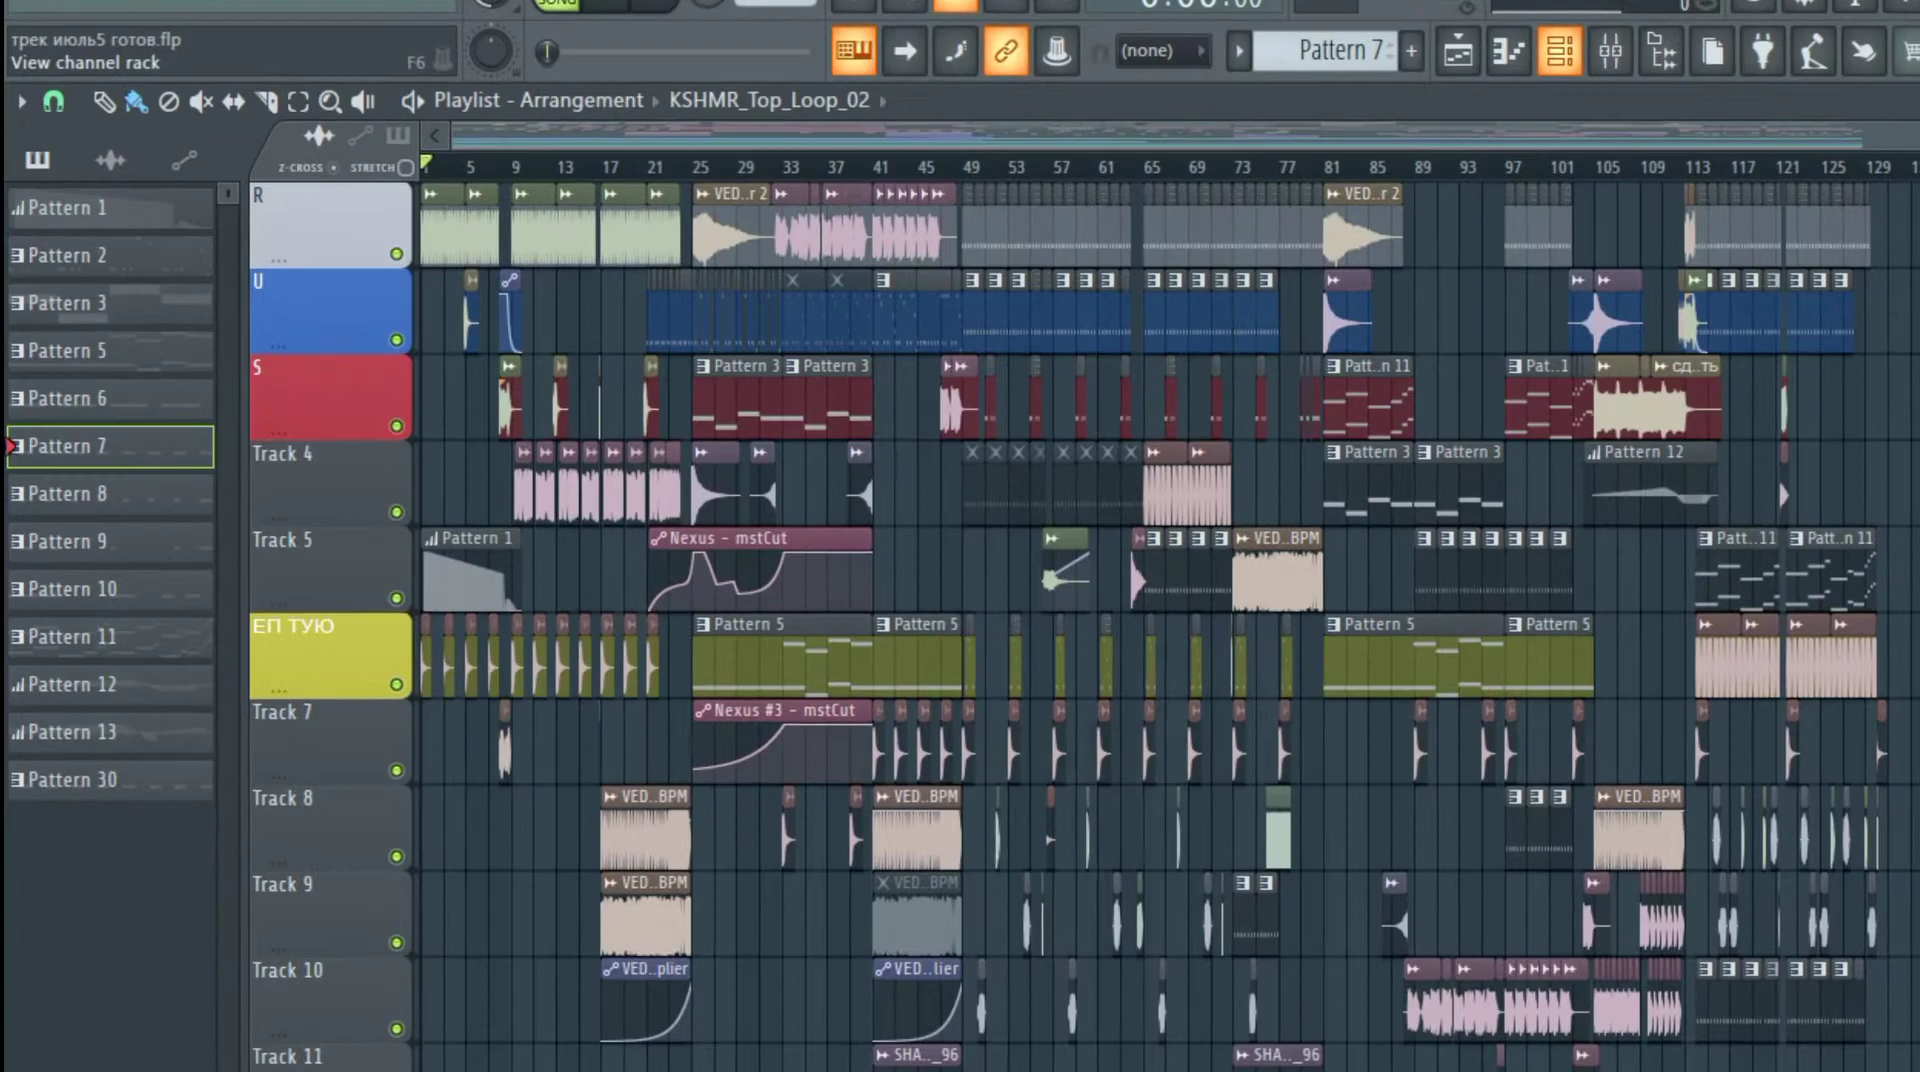 SONG
0:00:00
0
трек июль5 готов.flp
View channel rack
F6
(none)
Pattern 7
+
Playlist - Arrangement
KSHMR_Top_Loop_02
Z-CROSS
STRETCH
5 9 13 17 21 25 29 33 37 41 45 49 53 57 61 65 69 73 77 81 85 89 93 97 101 105 109 113 117 121 125 129
Pattern 1
Pattern 2
Pattern 3
Pattern 5
Pattern 6
Pattern 7
Pattern 8
Pattern 9
Pattern 10
Pattern 11
Pattern 12
Pattern 13
Pattern 30
R
VED..r 2
VED..r 2
U
S
Pattern 3
Pattern 3
Patt..n 11
Pat..1
сд..ть
Track 4
Pattern 3
Pattern 3
Pattern 12
Track 5
Pattern 1
Nexus - mstCut
VED..BPM
Patt..11
Patt..n 11
ЕП ТУЮ
Pattern 5
Pattern 5
Pattern 5
Pattern 5
Track 7
Nexus #3 - mstCut
Track 8
VED..BPM
VED..BPM
VED..BPM
Track 9
VED..BPM
VED..BPM
Track 10
VED..plier
VED..lier
Track 11
SHA.._96
SHA.._96